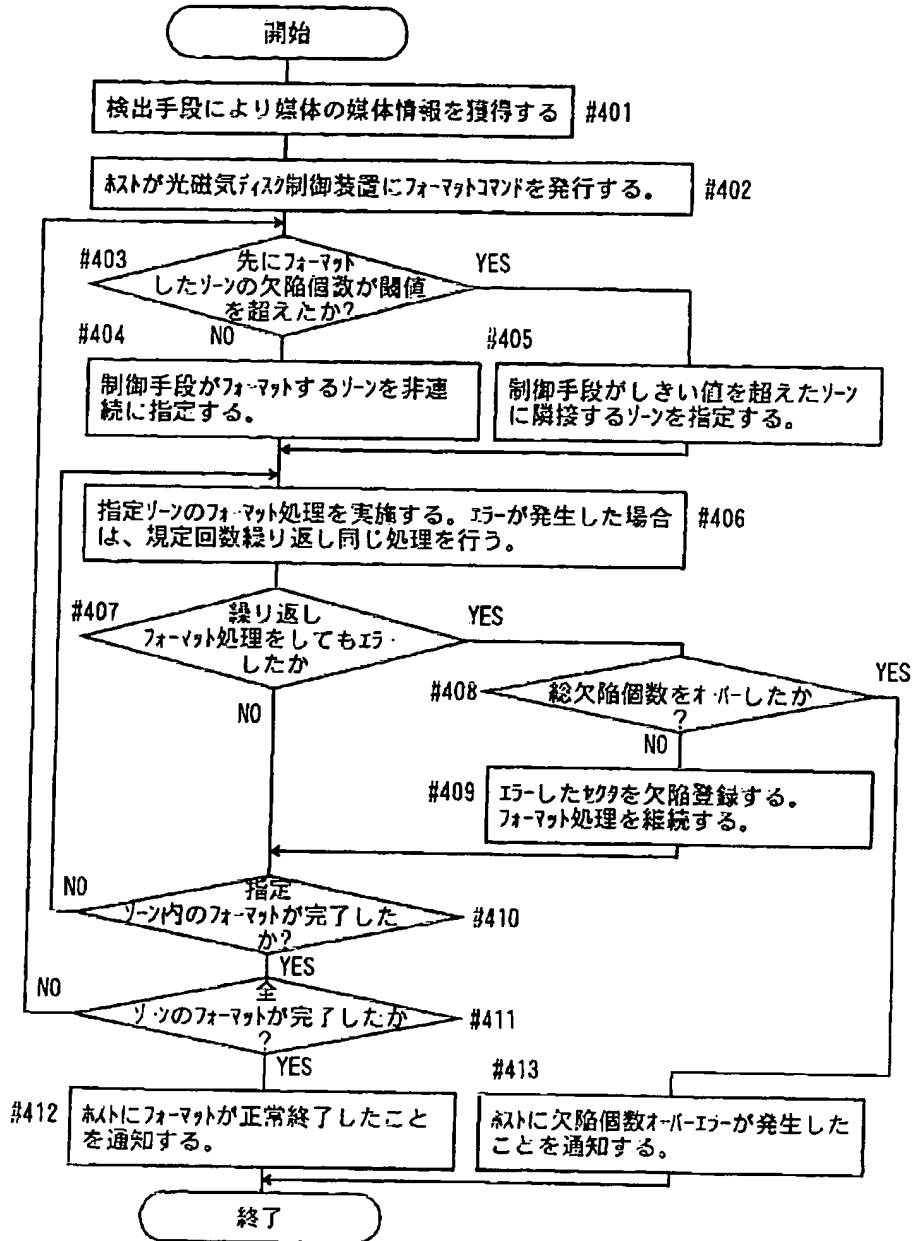 開始
検出手段により媒体の媒体情報を獲得する
#401
ホストが光磁気ディスク制御装置にフォーマットコマンドを発行する。
#402
#403
先にフォーマット
したゾーンの欠陥個数が閾値
を超えたか?
YES
NO
#404
制御手段がフォーマットするゾーンを非連
続に指定する。
#405
制御手段がしきい値を超えたゾーン
に隣接するゾーンを指定する。
指定ゾーンのフォーマット処理を実施する。エラーが発生した場合
は、規定回数繰り返し同じ処理を行う。
#406
#407
繰り返し
フォーマット処理をしてもエラー
したか
YES
NO
#408
総欠陥個数をオーバーしたか
?
YES
NO
#409
エラーしたセクタを欠陥登録する。
フォーマット処理を継続する。
NO
指定
ゾーン内のフォーマットが完了した
か?
#410
YES
NO
全
ゾーンのフォーマットが完了したか
?
#411
YES
#412
ホストにフォーマットが正常終了したこと
を通知する。
#413
ホストに欠陥個数オーバーエラーが発生した
ことを通知する。
終了